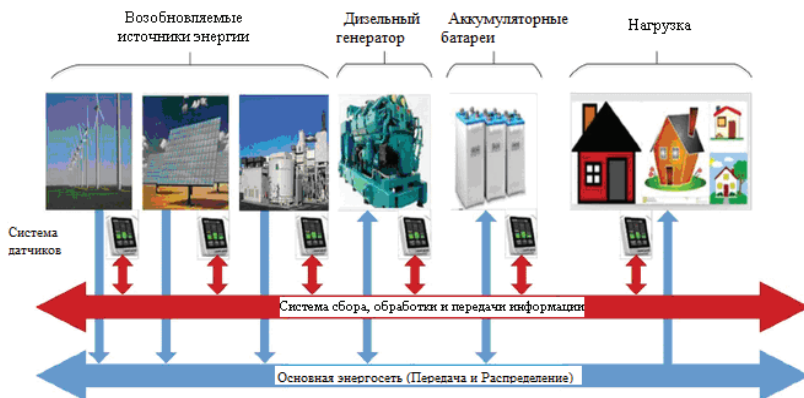 Возобновляемые
источники энергии
Дизельный
генератор
Аккумуляторные
батареи
Нагрузка
Система
датчиков
Система сбора, обработки и передачи информации
Основная энергосеть (Передача и Распределение)